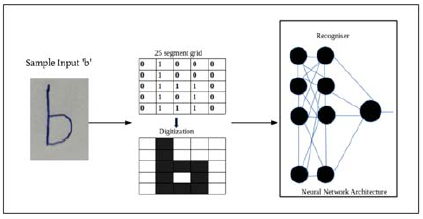 Sample Input 'b'
b
25 segment grid
0 1 0 0 0
0 1 0 0 0
0 1 1 1 0
0 1 0 1 0
0 1 1 1 0
Digitization
Recogniser
Neural Network Architecture